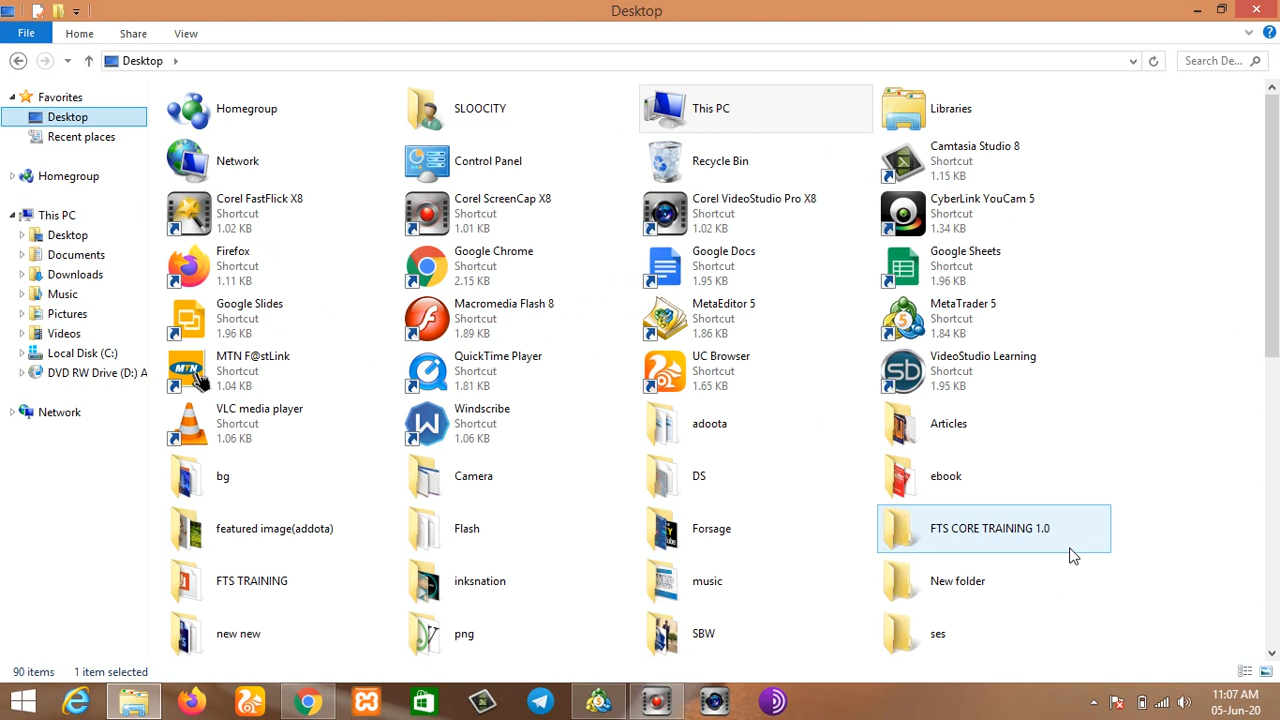 Desktop
File Home Share View
Desktop
Search De...
Favorites
Desktop
Recent places
Homegroup
This PC
Desktop
Documents
Downloads
Music
Pictures
Videos
Local Disk (C:)
DVD RW Drive (D:) A
Network
Homegroup
SLOOCITY
This PC
Libraries
Network
Control Panel
Recycle Bin
Camtasia Studio 8
Shortcut
1.15 KB
Corel FastFlick X8
Shortcut
1.02 KB
Corel ScreenCap X8
Shortcut
1.01 KB
Corel VideoStudio Pro X8
Shortcut
1.02 KB
CyberLink YouCam 5
Shortcut
1.34 KB
Firefox
Shortcut
1.11 KB
Google Chrome
Shortcut
2.15 KB
Google Docs
Shortcut
1.95 KB
Google Sheets
Shortcut
1.96 KB
Google Slides
Shortcut
1.96 KB
Macromedia Flash 8
Shortcut
1.89 KB
MetaEditor 5
Shortcut
1.86 KB
MetaTrader 5
Shortcut
1.84 KB
MTN
MTN F@stLink
Shortcut
1.04 KB
QuickTime Player
Shortcut
1.81 KB
UC Browser
Shortcut
1.65 KB
VideoStudio Learning
Shortcut
1.95 KB
VLC media player
Shortcut
1.06 KB
Windscribe
Shortcut
1.06 KB
adoota
Articles
bg
Camera
DS
ebook
featured image(addota)
Flash
Forsage
FTS CORE TRAINING 1.0
FTS TRAINING
inksnation
music
New folder
new new
png
SBW
ses
90 items 1 item selected
11:07 AM
05-Jun-20